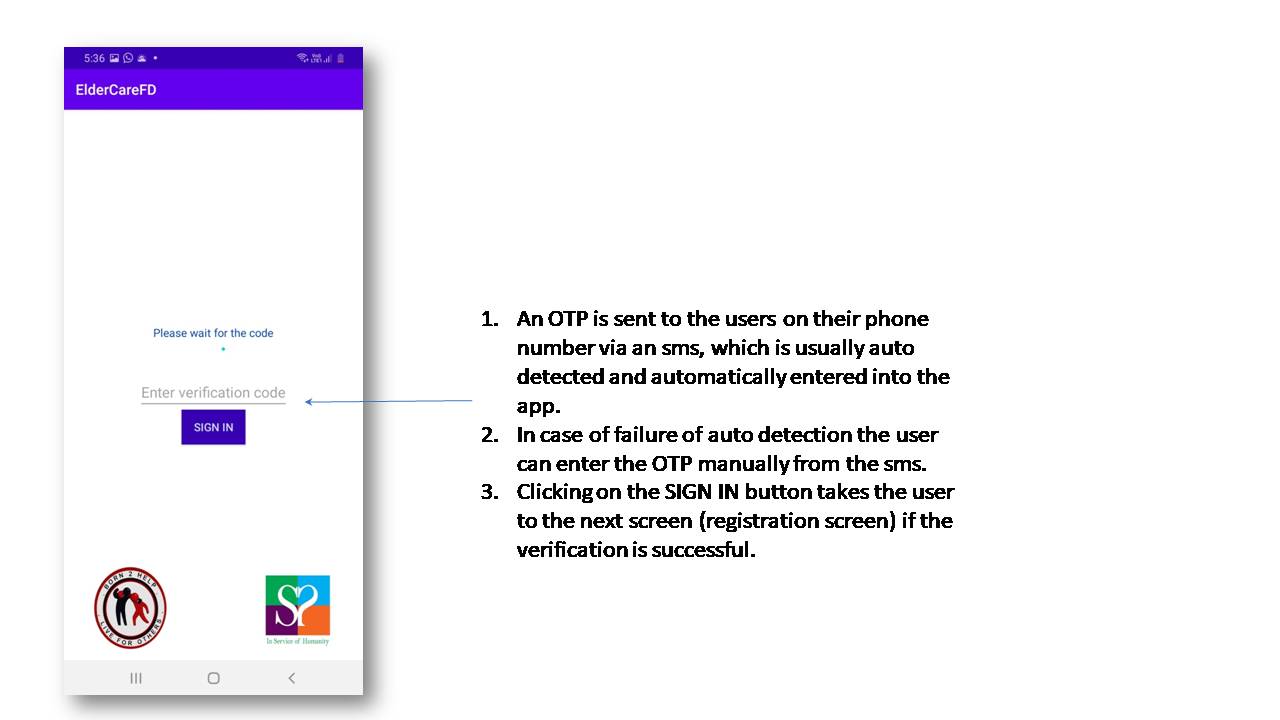 5:36
ElderCareFD
Please wait for the code
Enter verification code
SIGN IN
BORN 2 HELP
LIVE FOR OTHERS
SP
In Service of Humanity
1. An OTP is sent to the users on their phone
number via an sms, which is usually auto
detected and automatically entered into the
app.
2. In case of failure of auto detection the user
can enter the OTP manually from the sms.
3. Clicking on the SIGN IN button takes the user
to the next screen (registration screen) if the
verification is successful.